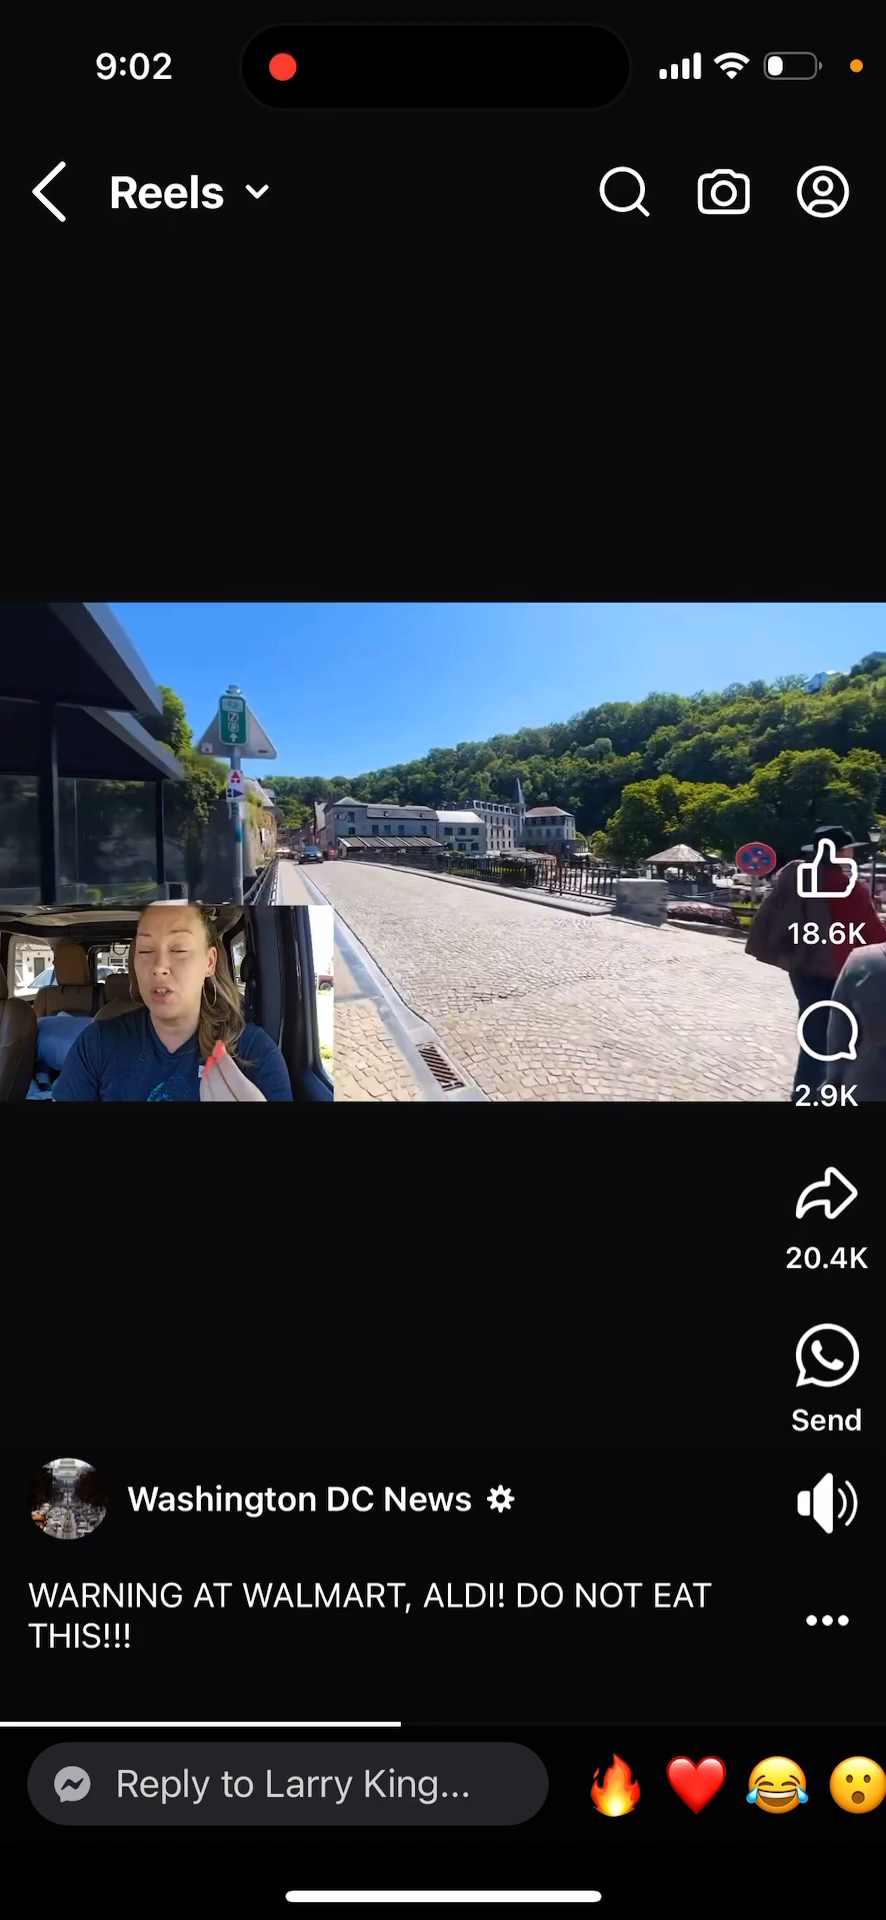 9:02
Reels
18.6K
2.9K
20.4K
Send
Washington DC News
WARNING AT WALMART, ALDI! DO NOT EAT
THIS!!!
Reply to Larry King...